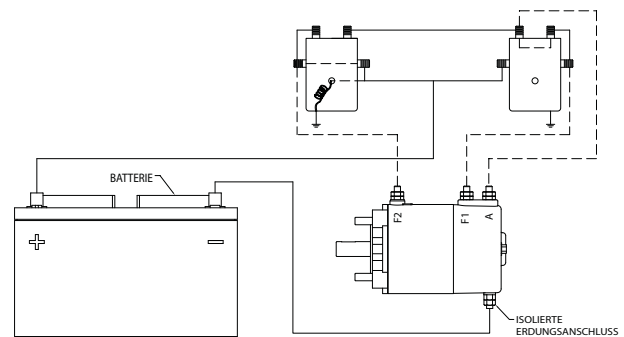 BATTERIE
F2
F1
A
+
−
ISOLIERTE
ERDUNGSANSCHLUSS